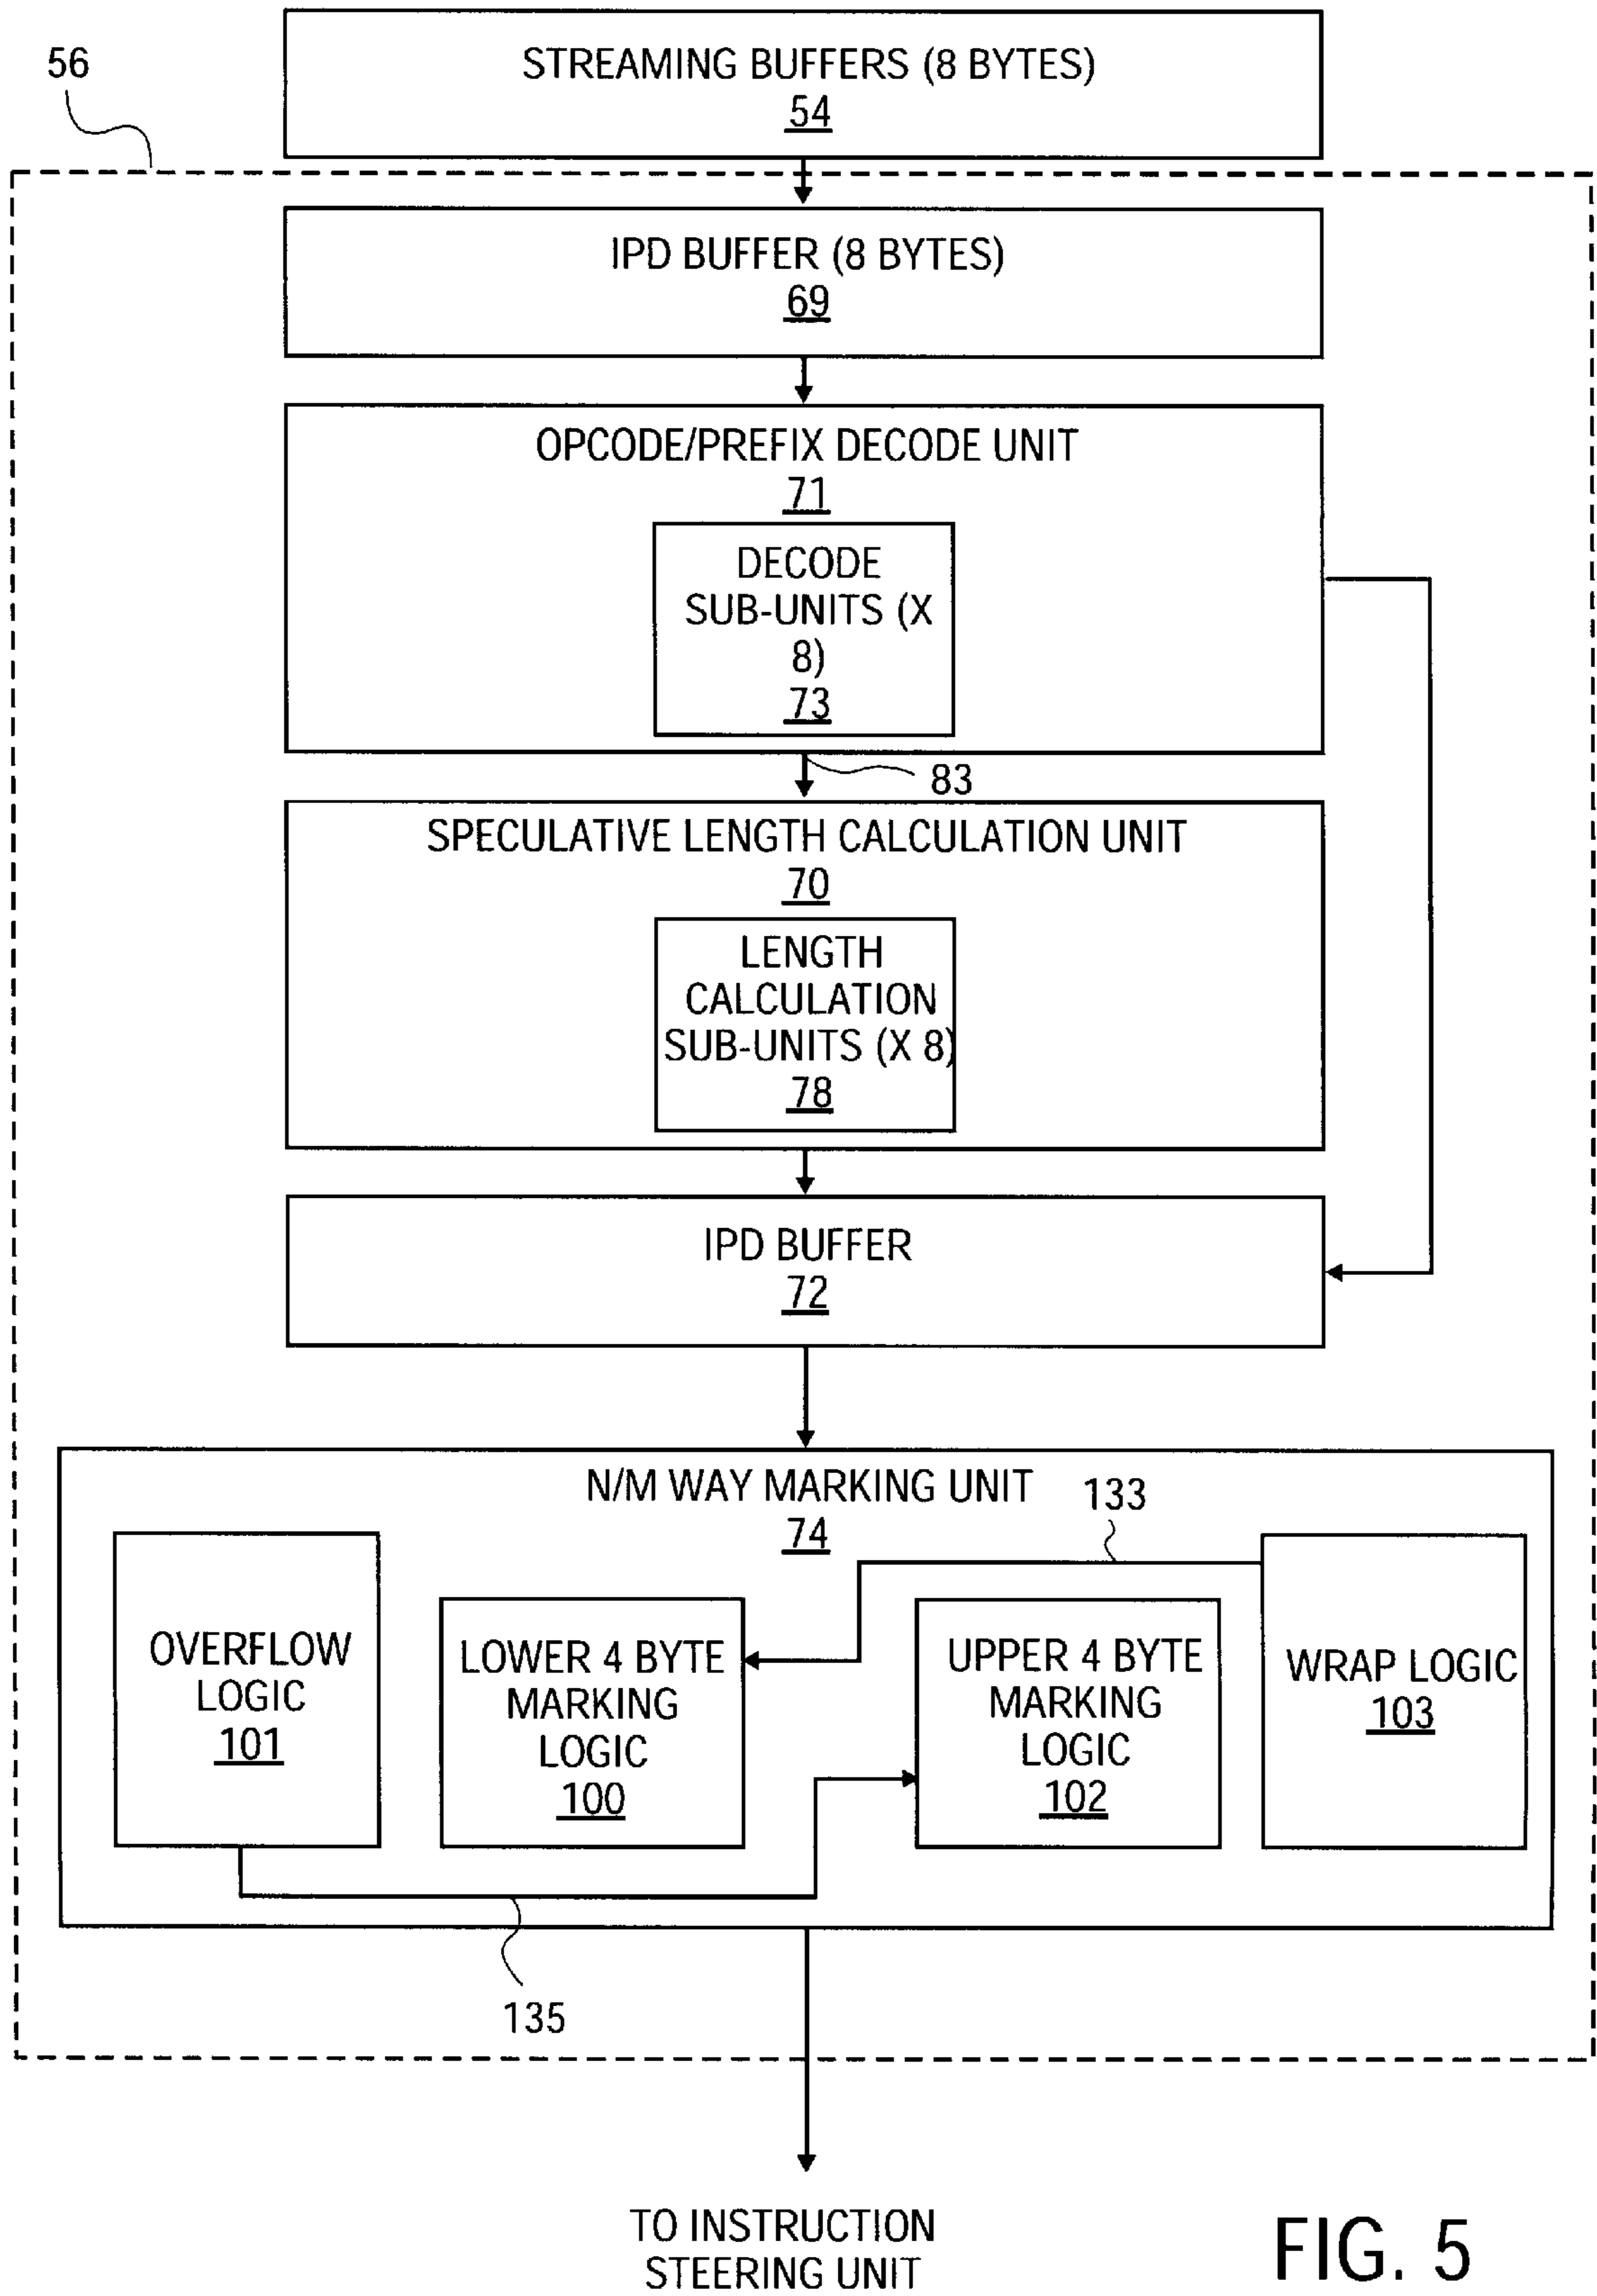 56
STREAMING BUFFERS (8 BYTES)
54
IPD BUFFER (8 BYTES)
69
OPCODE/PREFIX DECODE UNIT
71
DECODE
SUB-UNITS (X
8)
73
83
SPECULATIVE LENGTH CALCULATION UNIT
70
LENGTH
CALCULATION
SUB-UNITS (X 8)
78
IPD BUFFER
72
N/M WAY MARKING UNIT
74
133
OVERFLOW
LOGIC
101
LOWER 4 BYTE
MARKING
LOGIC
100
UPPER 4 BYTE
MARKING
LOGIC
102
WRAP LOGIC
103
135
TO INSTRUCTION
STEERING UNIT
FIG. 5